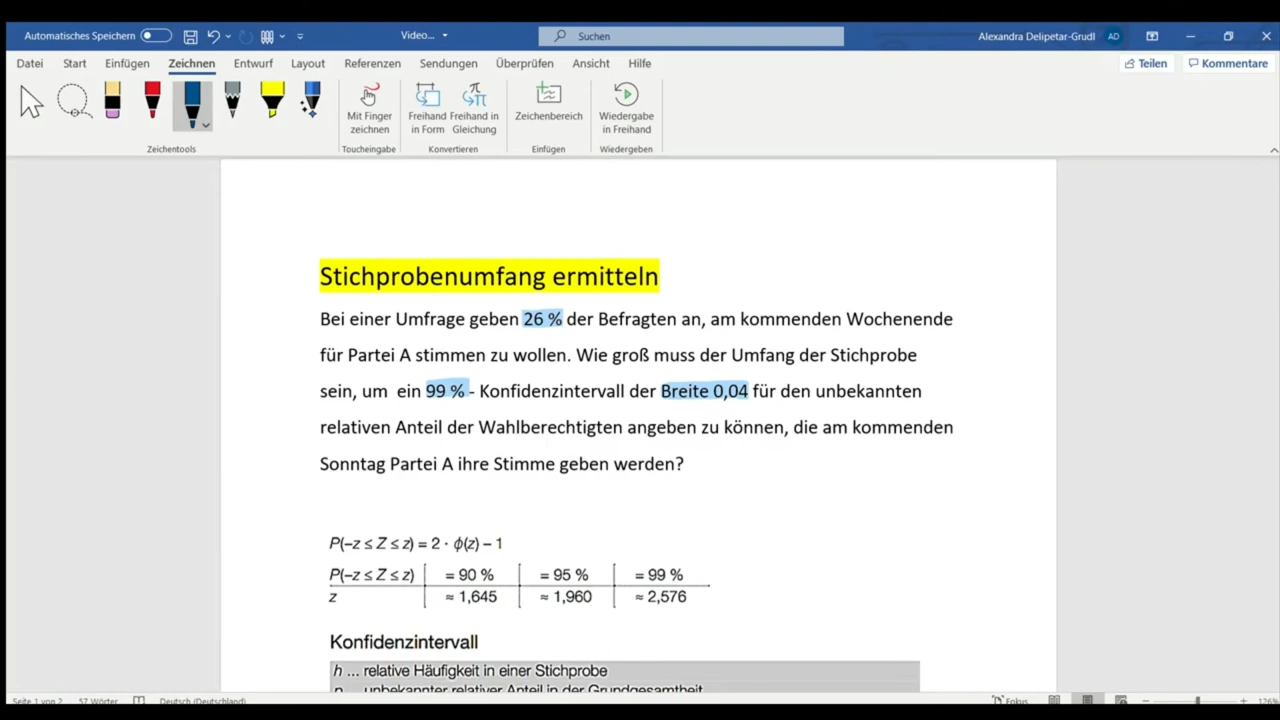 Automatisches Speichern
Video...
Suchen
Alexandra Delipetar-Grudl
AD
Datei Start Einfügen Zeichnen Entwurf Layout Referenzen Sendungen Überprüfen Ansicht Hilfe
Teilen
Kommentare
Mit Finger zeichnen
Freihand in Form
Freihand in Gleichung
Zeichenbereich
Wiedergabe in Freihand
Zeichentools
Toucheingabe
Konvertieren
Einfügen
Wiedergeben
Stichprobenumfang ermitteln
Bei einer Umfrage geben 26 % der Befragten an, am kommenden Wochenende
für Partei A stimmen zu wollen. Wie groß muss der Umfang der Stichprobe
sein, um ein 99 % - Konfidenzintervall der Breite 0,04 für den unbekannten
relativen Anteil der Wahlberechtigten angeben zu können, die am kommenden
Sonntag Partei A ihre Stimme geben werden?
P(–z ≤ Z ≤ z) = 2 · ϕ(z) – 1
P(–z ≤ Z ≤ z) = 90 % = 95 % = 99 %
z ≈ 1,645 ≈ 1,960 ≈ 2,576
Konfidenzintervall
h ... relative Häufigkeit in einer Stichprobe
p ... unbekannter relativer Anteil in der Grundgesamtheit
Seite 1 von 2 57 Wörter Deutsch (Deutschland)
Fokus
126%